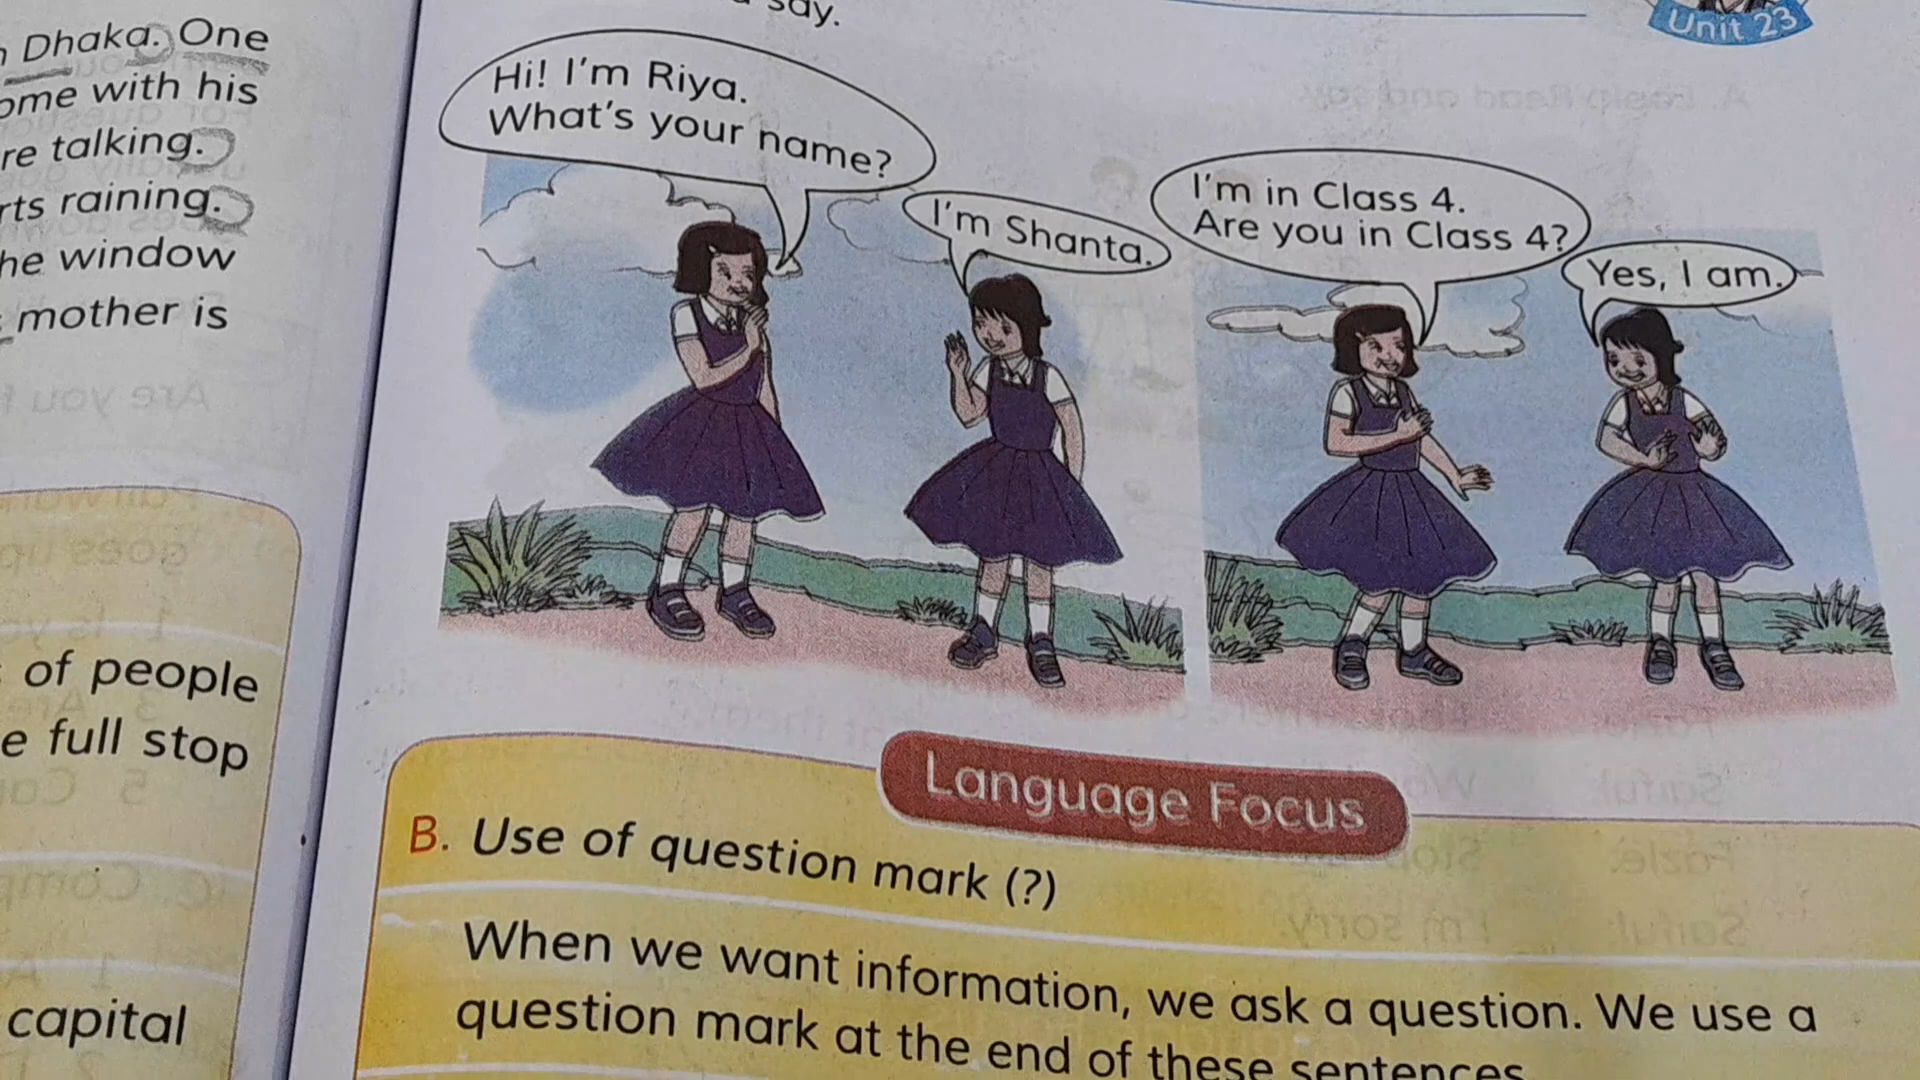 Dhaka. One
ome with his
re talking.
rts raining.
he window
mother is
of people
e full stop
capital
say.
Unit 23
Hi! I'm Riya.
What's your name?
I'm Shanta.
I'm in Class 4.
Are you in Class 4?
Yes, I am.
Language Focus
B. Use of question mark (?)
When we want information, we ask a question. We use a
question mark at the end of these sentences